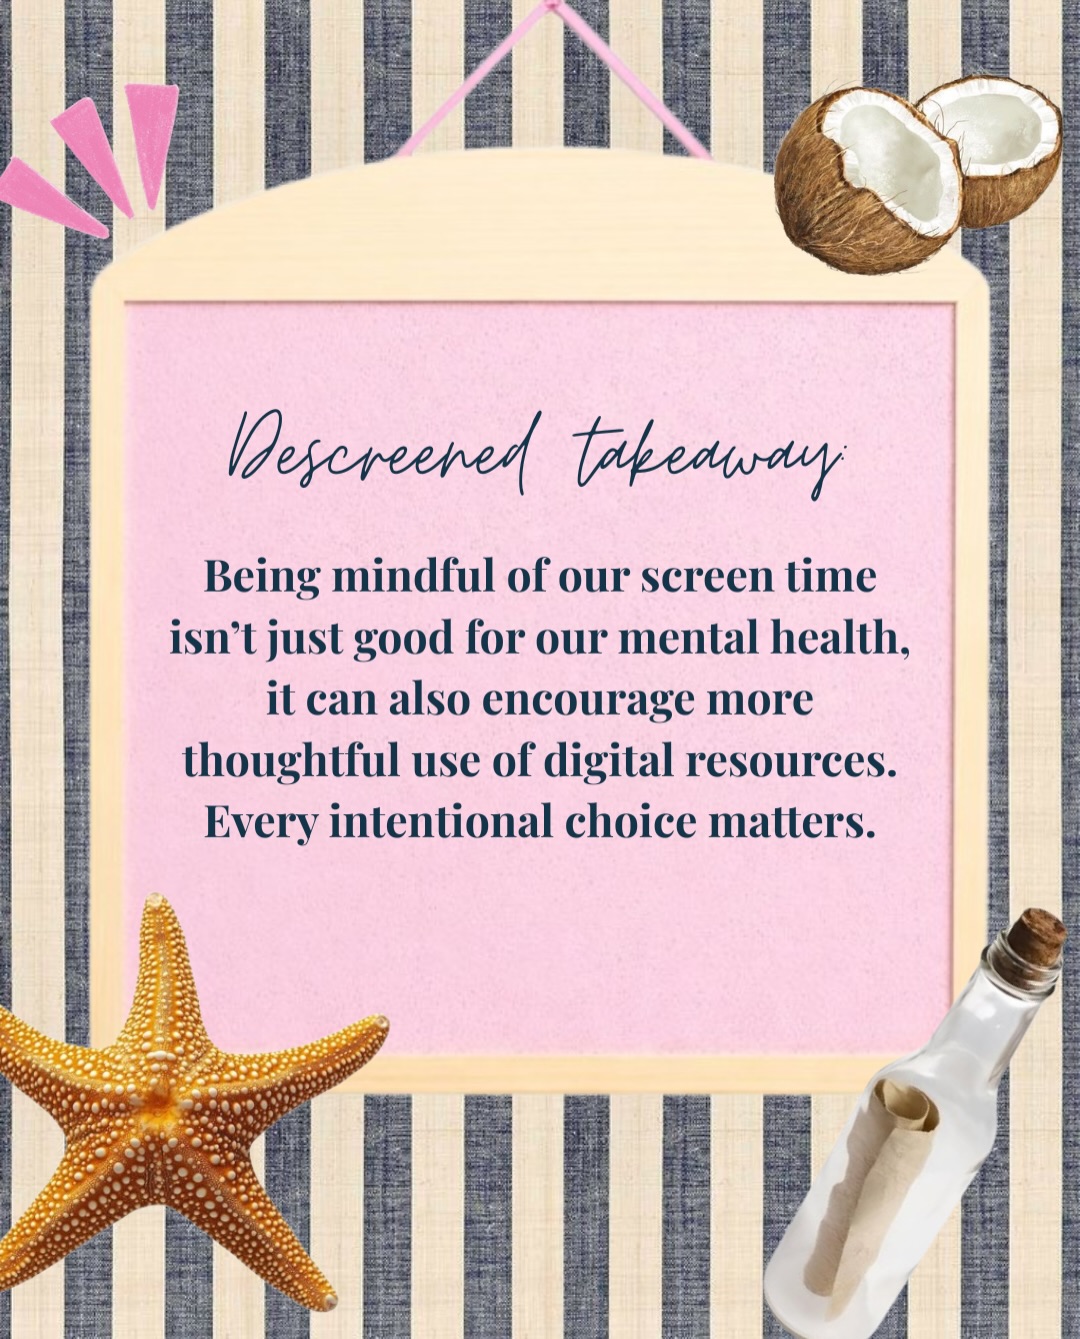 Descreened takeaway:
Being mindful of our screen time
isn’t just good for our mental health,
it can also encourage more
thoughtful use of digital resources.
Every intentional choice matters.